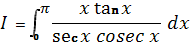 I = ∫₀^π (x tan x)/(sec x cosec x) dx